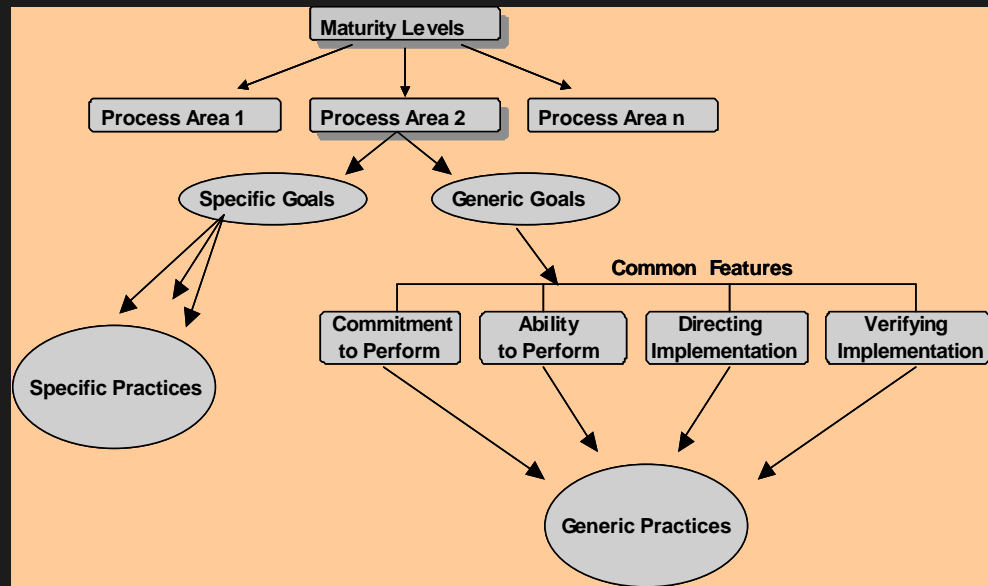 Maturity Levels
Process Area 1
Process Area 2
Process Area n
Specific Goals
Generic Goals
Common Features
Commitment
to Perform
Ability
to Perform
Directing
Implementation
Verifying
Implementation
Specific Practices
Generic Practices